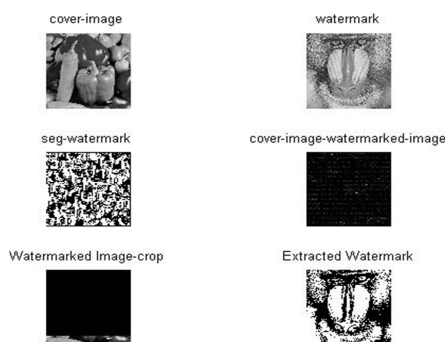 cover-image
watermark
seg-watermark
cover-image-watermarked-image
Watermarked Image-crop
Extracted Watermark